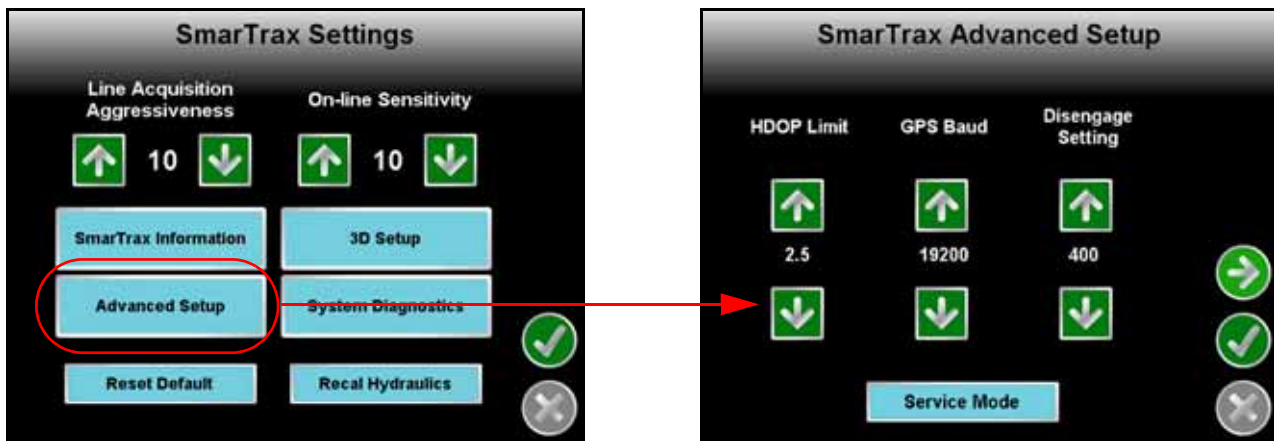 SmarTrax Settings
Line Acquisition
Aggressiveness
On-line Sensitivity
10
10
SmarTrax Information
3D Setup
Advanced Setup
System Diagnostics
Reset Default
Recal Hydraulics
SmarTrax Advanced Setup
HDOP Limit
GPS Baud
Disengage
Setting
2.5
19200
400
Service Mode